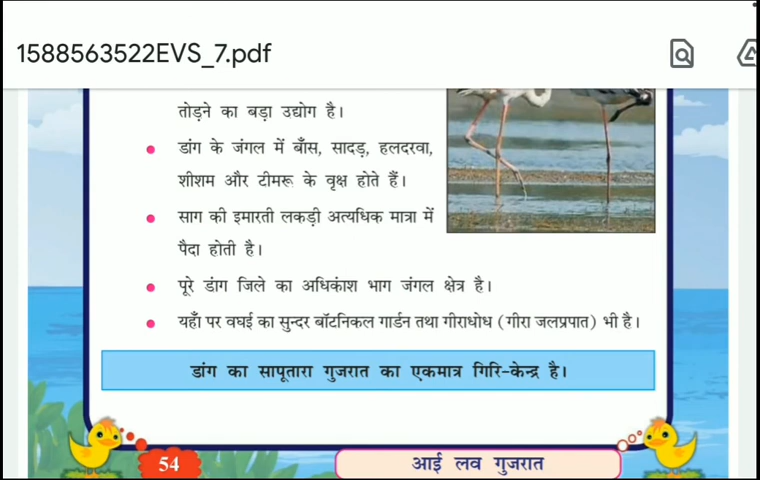 1588563522EVS_7.pdf
तोड़ने का बड़ा उद्योग है।
डांग के जंगल में बाँस, सादड़, हलदरवा,
शीशम और टीमरू के वृक्ष होते हैं।
साग की इमारती लकड़ी अत्यधिक मात्रा में
पैदा होती है।
पूरे डांग जिले का अधिकांश भाग जंगल क्षेत्र है।
यहाँ पर वघई का सुन्दर बॉटनिकल गार्डन तथा गीराधोध (गीरा जलप्रपात) भी है।
डांग का सापूतारा गुजरात का एकमात्र गिरि-केन्द्र है।
54
आई लव गुजरात